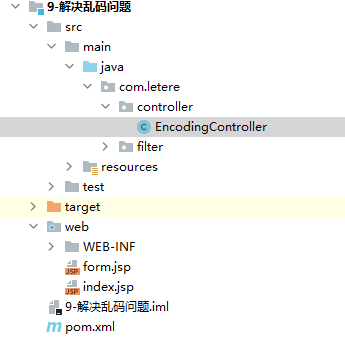 9-解决乱码问题
src
main
java
com.letere
controller
C EncodingController
filter
resources
test
target
web
WEB-INF
JSP form.jsp
JSP index.jsp
9-解决乱码问题.iml
m pom.xml